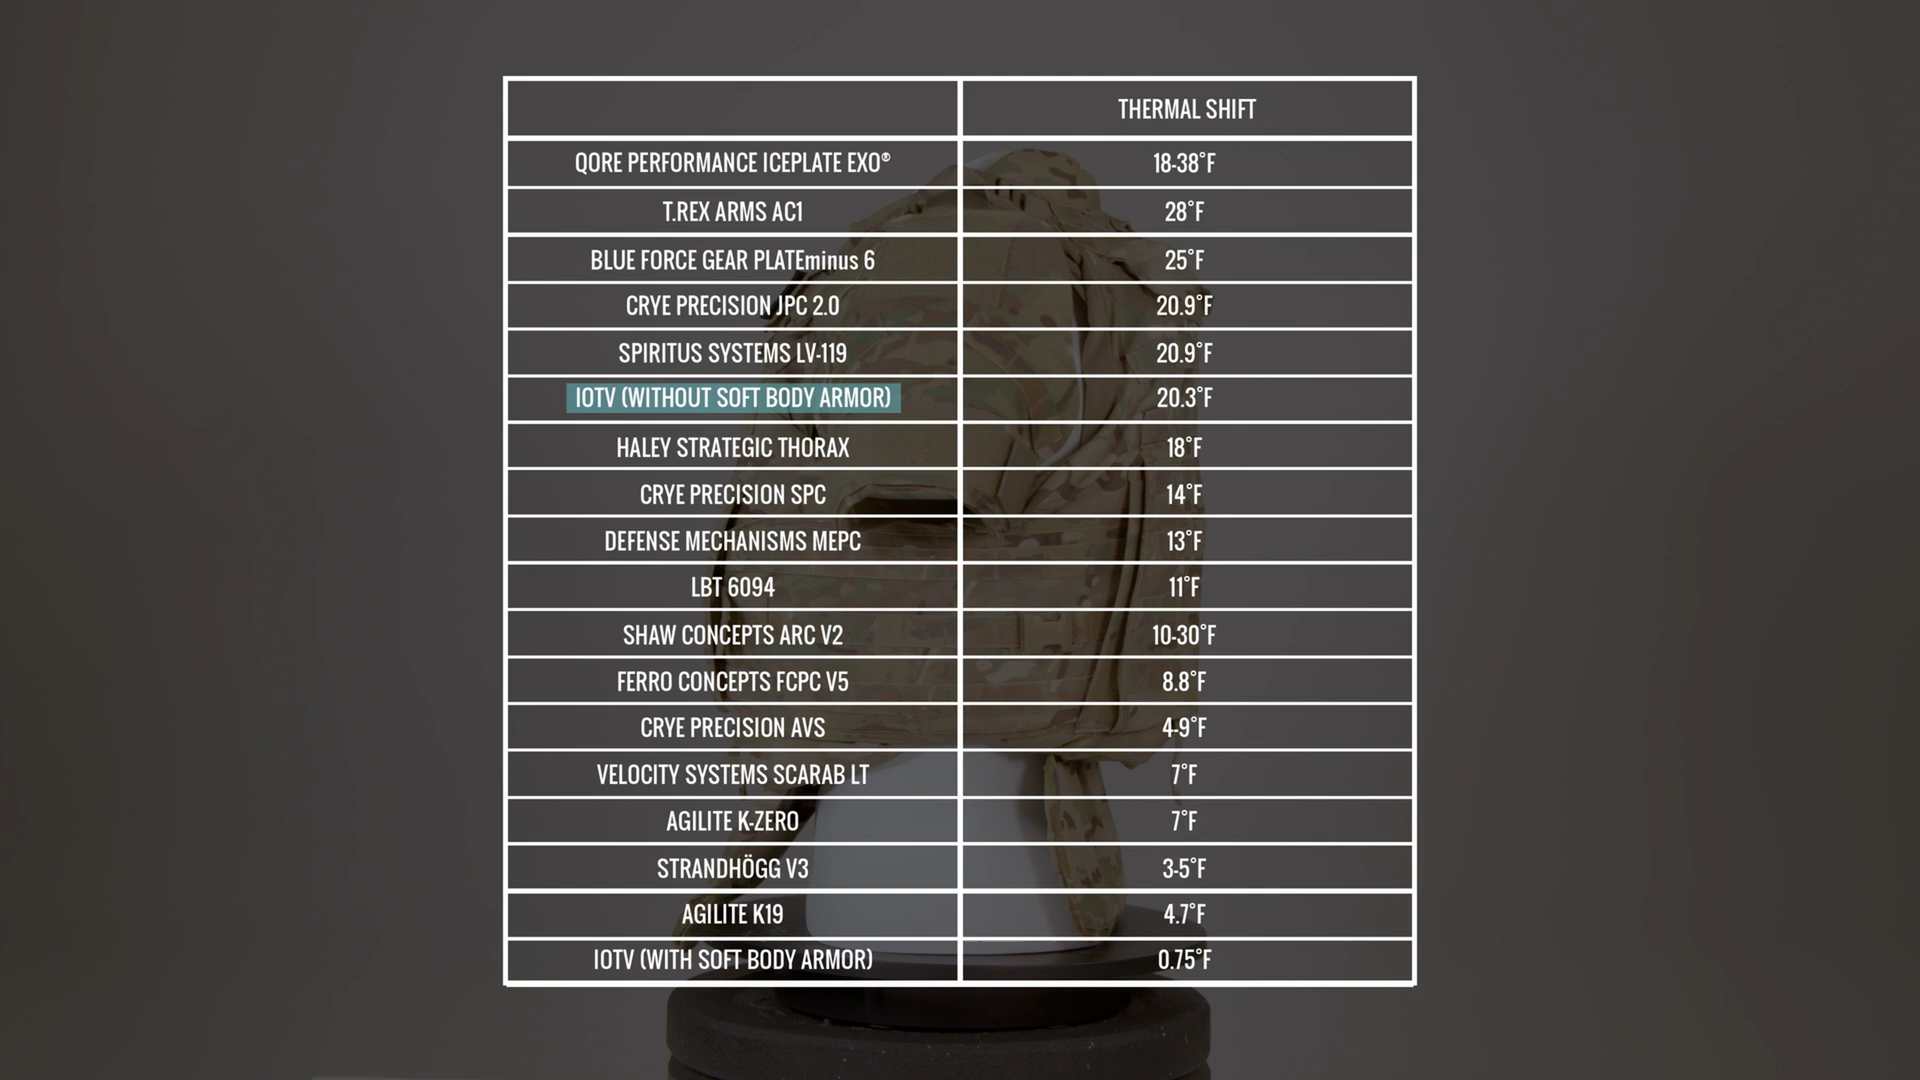 THERMAL SHIFT
QORE PERFORMANCE ICEPLATE EXO® 18-38°F
T.REX ARMS AC1 28°F
BLUE FORCE GEAR PLATEminus 6 25°F
CRYE PRECISION JPC 2.0 20.9°F
SPIRITUS SYSTEMS LV-119 20.9°F
IOTV (WITHOUT SOFT BODY ARMOR) 20.3°F
HALEY STRATEGIC THORAX 18°F
CRYE PRECISION SPC 14°F
DEFENSE MECHANISMS MEPC 13°F
LBT 6094 11°F
SHAW CONCEPTS ARC V2 10-30°F
FERRO CONCEPTS FCPC V5 8.8°F
CRYE PRECISION AVS 4-9°F
VELOCITY SYSTEMS SCARAB LT 7°F
AGILITE K-ZERO 7°F
STRANDHÖGG V3 3-5°F
AGILITE K19 4.7°F
IOTV (WITH SOFT BODY ARMOR) 0.75°F